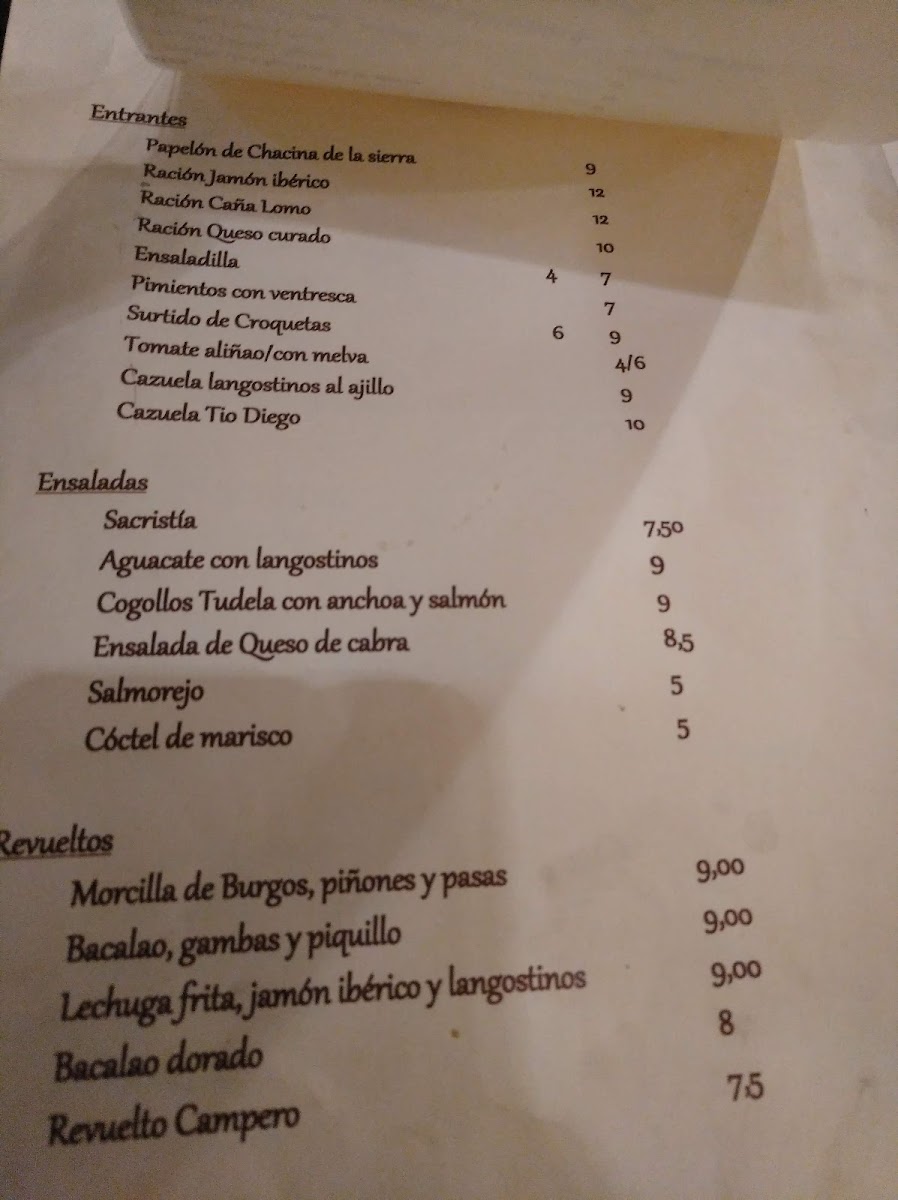 Entrantes
Papelón de Chacina de la sierra 9
Ración Jamón ibérico 12
Ración Caña Lomo 12
Ración Queso curado 10
Ensaladilla 4 7
Pimientos con ventresca 7
Surtido de Croquetas 6 9
Tomate aliñao/con melva 4/6
Cazuela langostinos al ajillo 9
Cazuela Tio Diego 10
Ensaladas
Sacristía 7,50
Aguacate con langostinos 9
Cogollos Tudela con anchoa y salmón 9
Ensalada de Queso de cabra 8,5
Salmorejo 5
Cóctel de marisco 5
Revueltos
Morcilla de Burgos, piñones y pasas 9,00
Bacalao, gambas y piquillo 9,00
Lechuga frita, jamón ibérico y langostinos 9,00
Bacalao dorado 8
Revuelto Campero 7,5